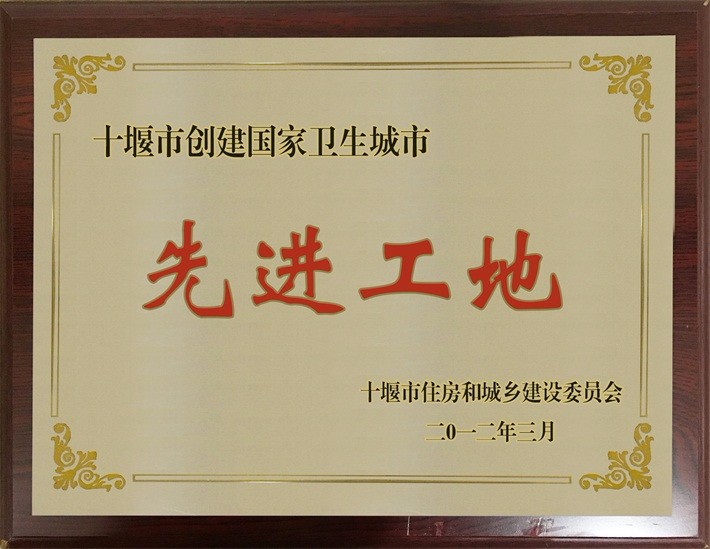 十堰市创建国家卫生城市
先进工地
十堰市住房和城乡建设委员会
二0一二年三月